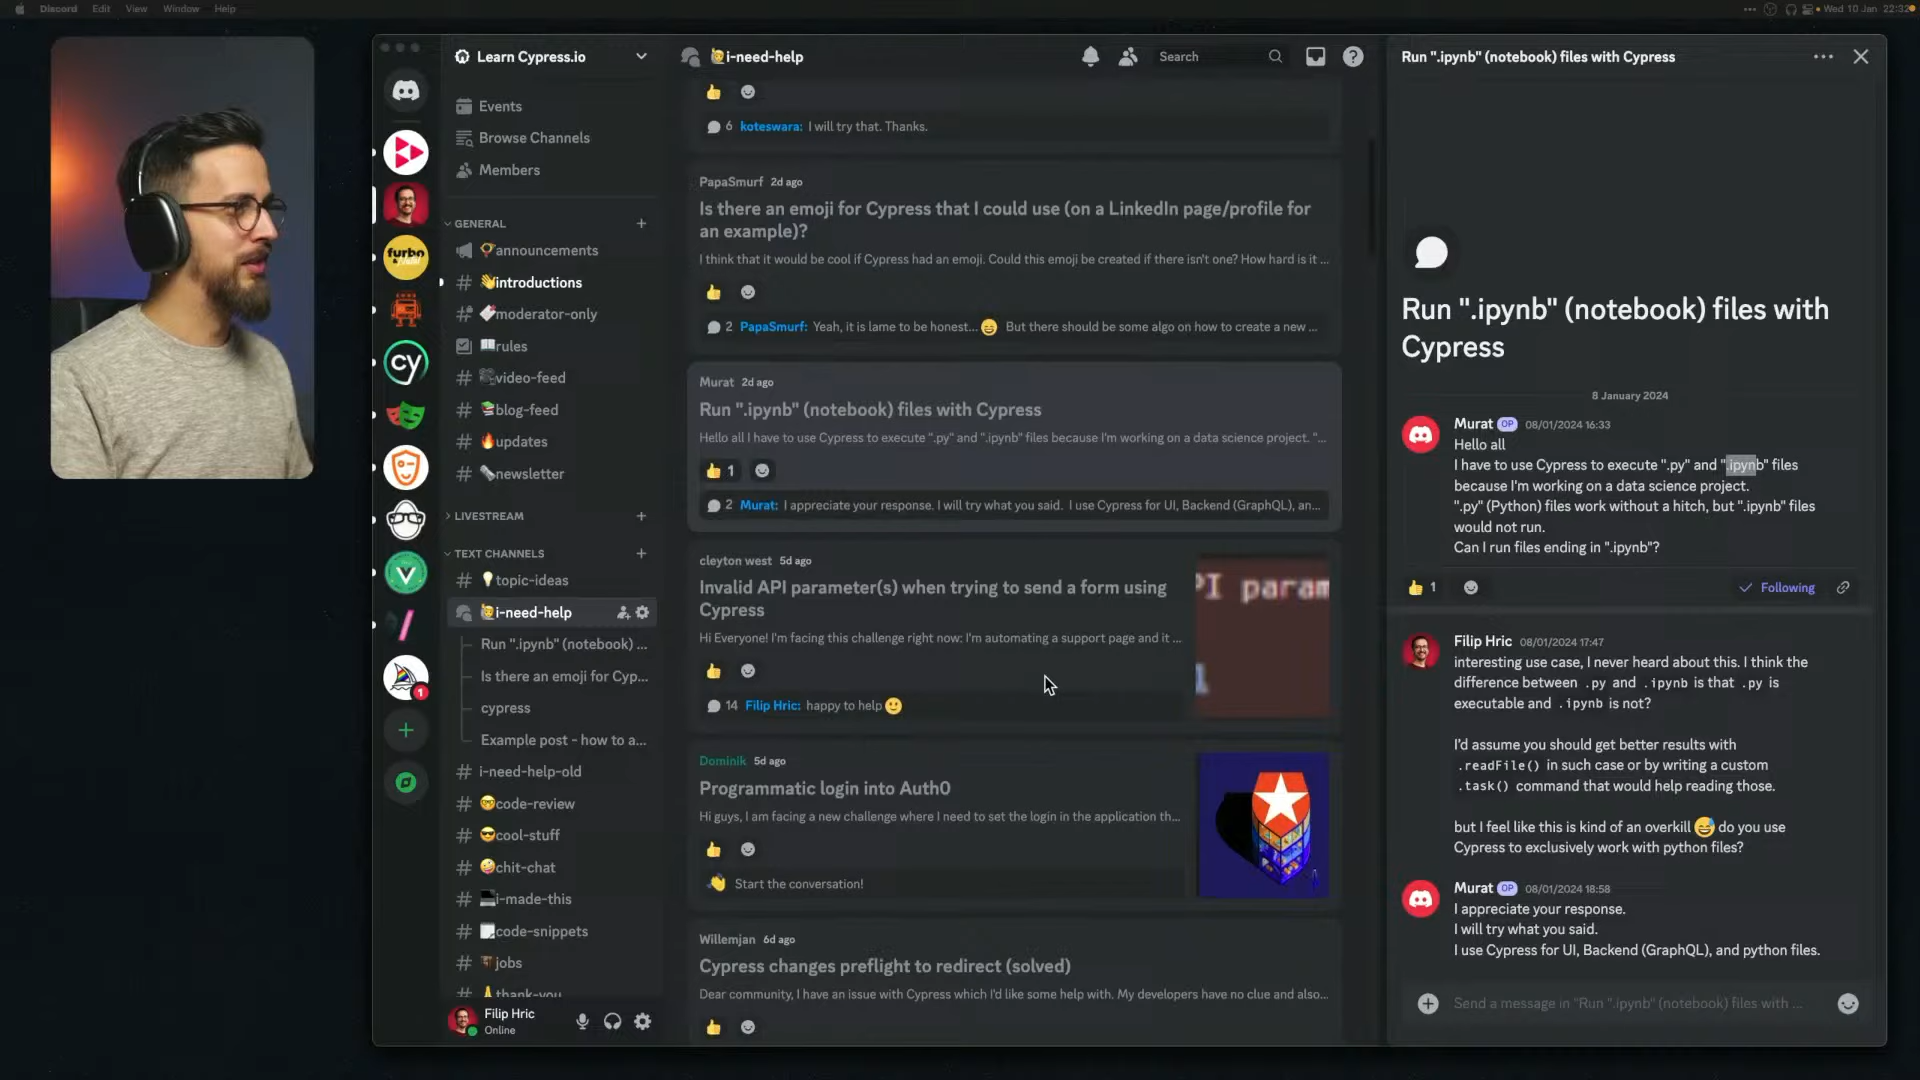 Discord Edit View Window Help
Wed 10 Jan 22:32
Learn Cypress.io
Events
Browse Channels
Members
GENERAL
announcements
introductions
moderator-only
rules
video-feed
blog-feed
updates
newsletter
LIVESTREAM
TEXT CHANNELS
topic-ideas
i-need-help
Run ".ipynb" (notebook) ...
Is there an emoji for Cyp...
cypress
Example post - how to a...
i-need-help-old
code-review
cool-stuff
chit-chat
i-made-this
code-snippets
jobs
thank-you
Filip Hric
Online
furbo
cy
1
i-need-help
Search
6 koteswara: I will try that. Thanks.
PapaSmurf 2d ago
Is there an emoji for Cypress that I could use (on a LinkedIn page/profile for
an example)?
I think that it would be cool if Cypress had an emoji. Could this emoji be created if there isn't one? How hard is it ...
2 PapaSmurf: Yeah, it is lame to be honest... 😄 But there should be some algo on how to create a new ...
Murat 2d ago
Run ".ipynb" (notebook) files with Cypress
Hello all I have to use Cypress to execute ".py" and ".ipynb" files because I'm working on a data science project. "...
👍 1
2 Murat: I appreciate your response. I will try what you said. I use Cypress for UI, Backend (GraphQL), an...
cleyton west 5d ago
Invalid API parameter(s) when trying to send a form using
Cypress
Hi Everyone! I'm facing this challenge right now: I'm automating a support page and it ...
14 Filip Hric: happy to help 🙂
PI param
Dominik 5d ago
Programmatic login into Auth0
Hi guys, I am facing a new challenge where I need to set the login in the application th...
Start the conversation!
Willemjan 6d ago
Cypress changes preflight to redirect (solved)
Dear community, I have an issue with Cypress which I'd like some help with. My developers have no clue and also...
Run ".ipynb" (notebook) files with Cypress
Run ".ipynb" (notebook) files with
Cypress
8 January 2024
Murat OP 08/01/2024 16:33
Hello all
I have to use Cypress to execute ".py" and ".ipynb" files
because I'm working on a data science project.
".py" (Python) files work without a hitch, but ".ipynb" files
would not run.
Can I run files ending in ".ipynb"?
👍 1
Following
Filip Hric 08/01/2024 17:47
interesting use case, I never heard about this. I think the
difference between .py and .ipynb is that .py is
executable and .ipynb is not?
I'd assume you should get better results with
.readFile() in such case or by writing a custom
.task() command that would help reading those.
but I feel like this is kind of an overkill 😅 do you use
Cypress to exclusively work with python files?
Murat OP 08/01/2024 18:58
I appreciate your response.
I will try what you said.
I use Cypress for UI, Backend (GraphQL), and python files.
Send a message in "Run ".ipynb" (notebook) files with ...